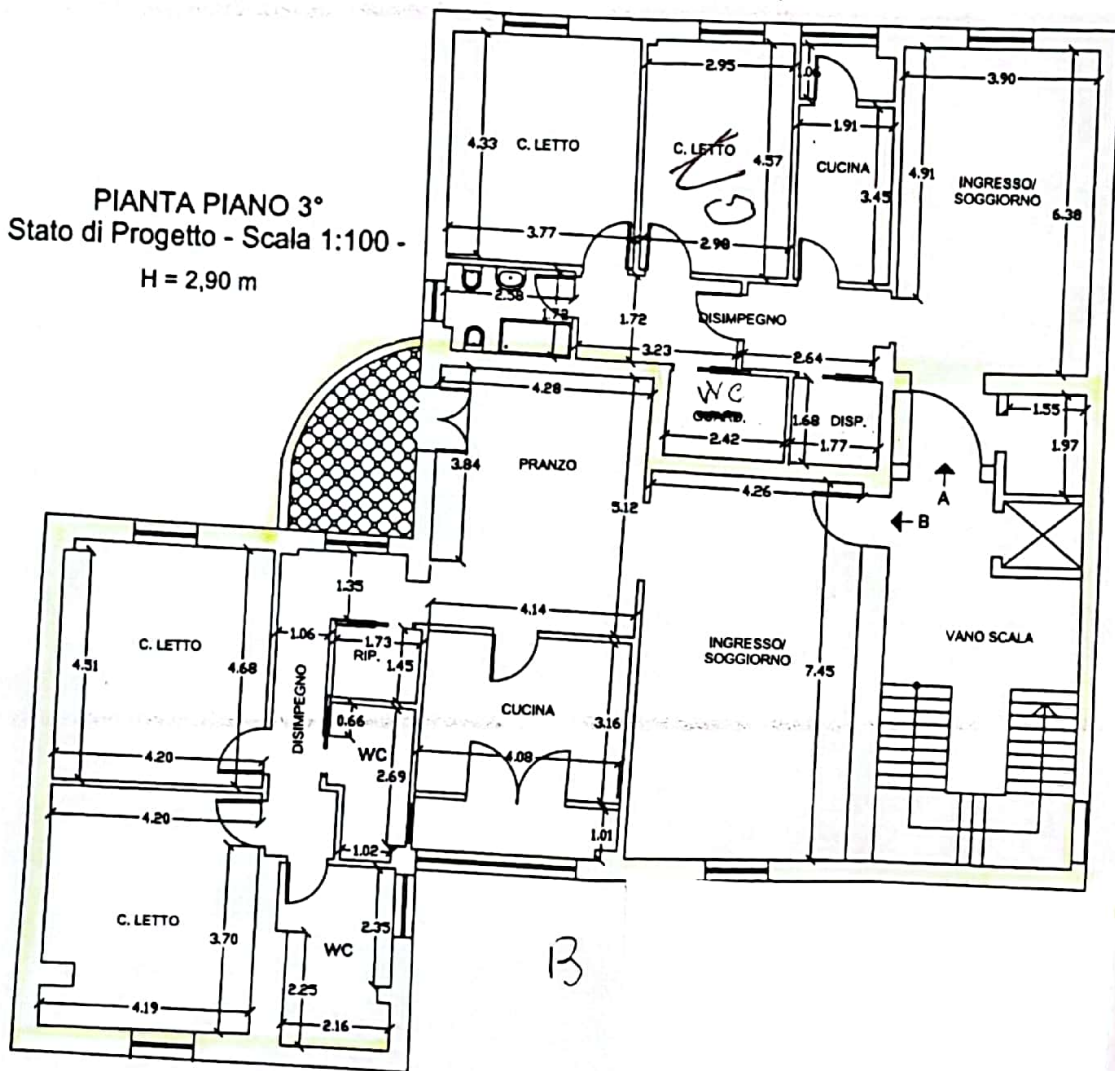 PIANTA PIANO 3°
Stato di Progetto - Scala 1:100 -
H = 2,90 m
2.95
1.06
3.90
4.33
C. LETTO
C. LETTO
4.57
1.91
CUCINA
3.45
4.91
INGRESSO/
SOGGIORNO
6.38
3.77
2.98
2.58
1.72
1.72
DISIMPEGNO
3.23
2.64
4.28
WC
GUARD.
2.42
1.68
DISP.
1.77
1.55
1.97
3.84
PRANZO
5.12
4.26
A
B
1.35
4.14
C. LETTO
4.51
4.68
1.06
1.73
RIP.
1.45
DISIMPEGNO
0.66
WC
2.69
CUCINA
3.16
4.08
INGRESSO/
SOGGIORNO
7.45
VANO SCALA
4.20
4.20
1.02
1.01
C. LETTO
3.70
WC
2.35
2.25
4.19
2.16
B